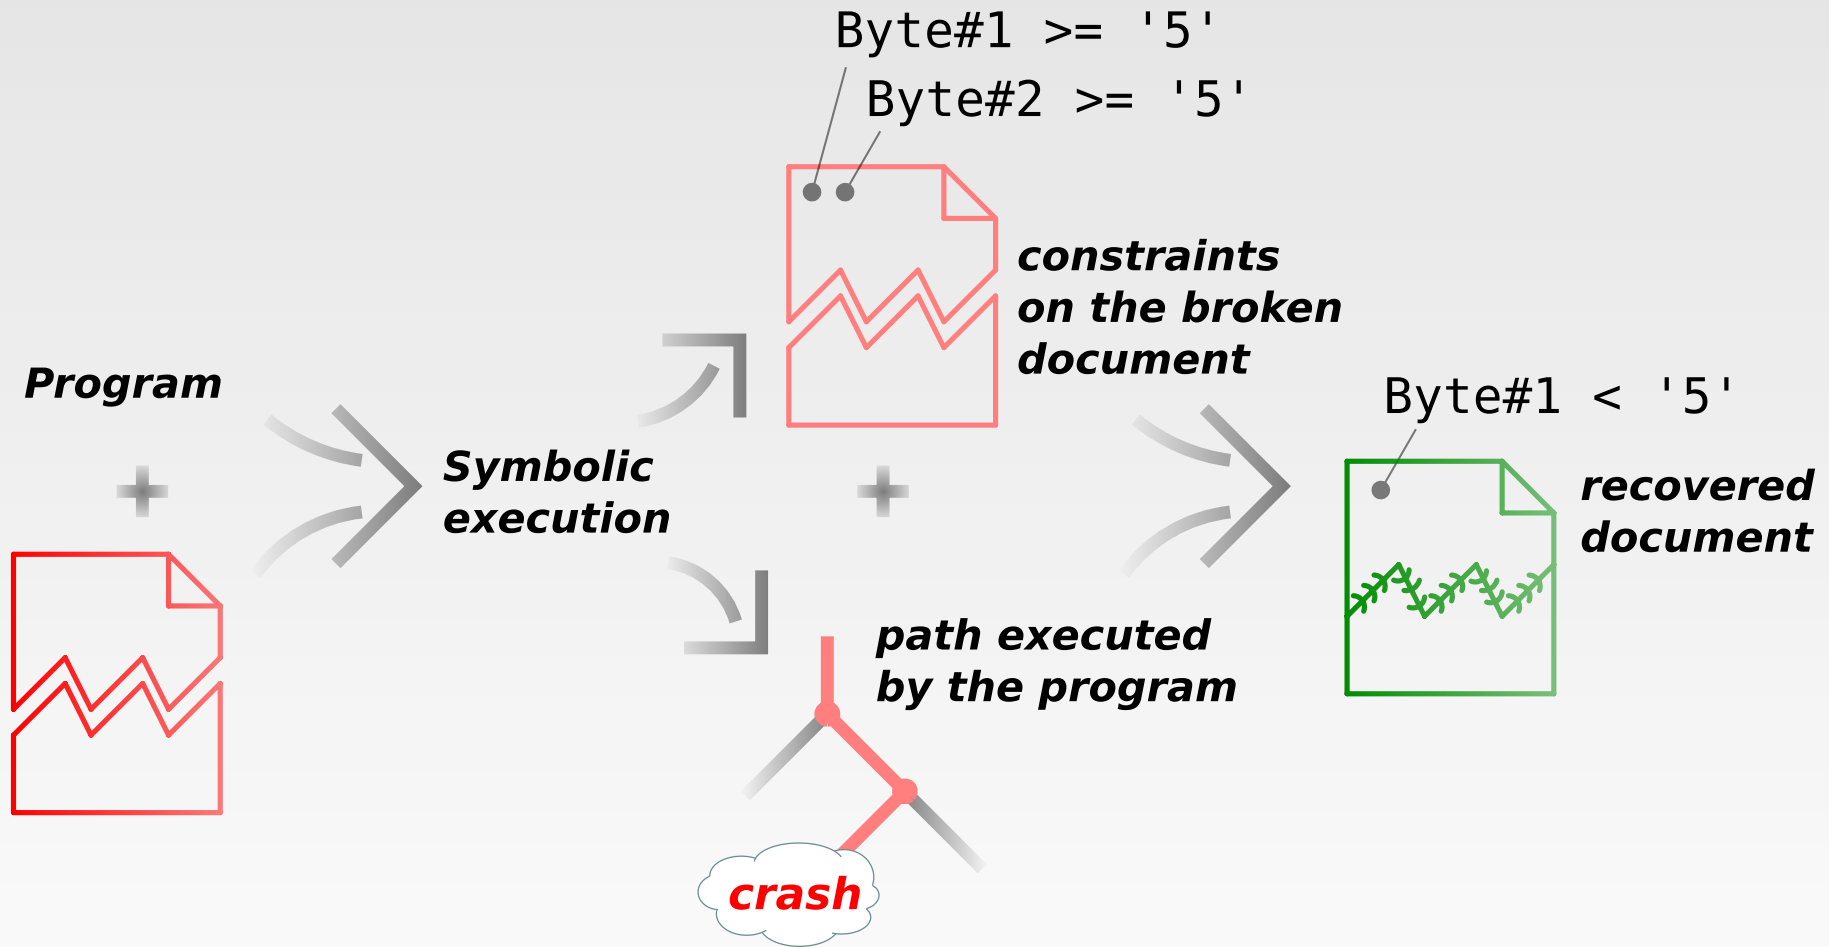 Byte#1 >= '5'
Byte#2 >= '5'
constraints
on the broken
document
Program
Symbolic
execution
Byte#1 < '5'
recovered
document
path executed
by the program
crash